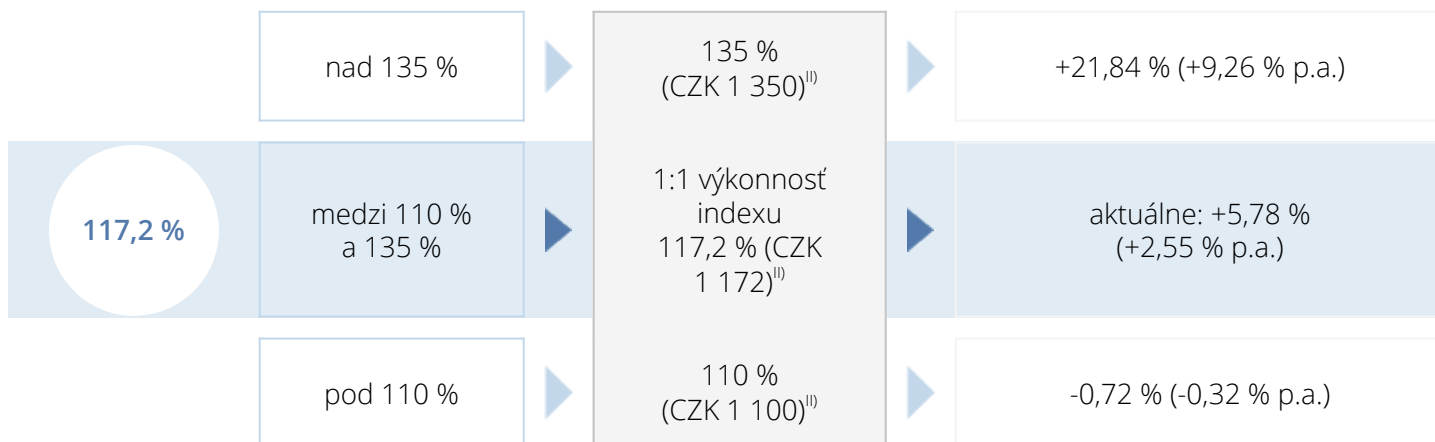 nad 135 %
135 %
(CZK 1 350)II)
+21,84 % (+9,26 % p.a.)
117,2 %
medzi 110 %
a 135 %
1:1 výkonnosť
indexu
117,2 % (CZK
1 172)II)
aktuálne: +5,78 %
(+2,55 % p.a.)
pod 110 %
110 %
(CZK 1 100)II)
-0,72 % (-0,32 % p.a.)